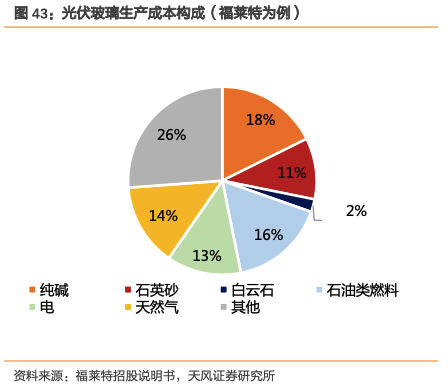 图 43：光伏玻璃生产成本构成（福莱特为例）
18%
11%
2%
16%
13%
14%
26%
纯碱 石英砂 白云石 石油类燃料
电 天然气 其他
资料来源：福莱特招股说明书，天风证券研究所